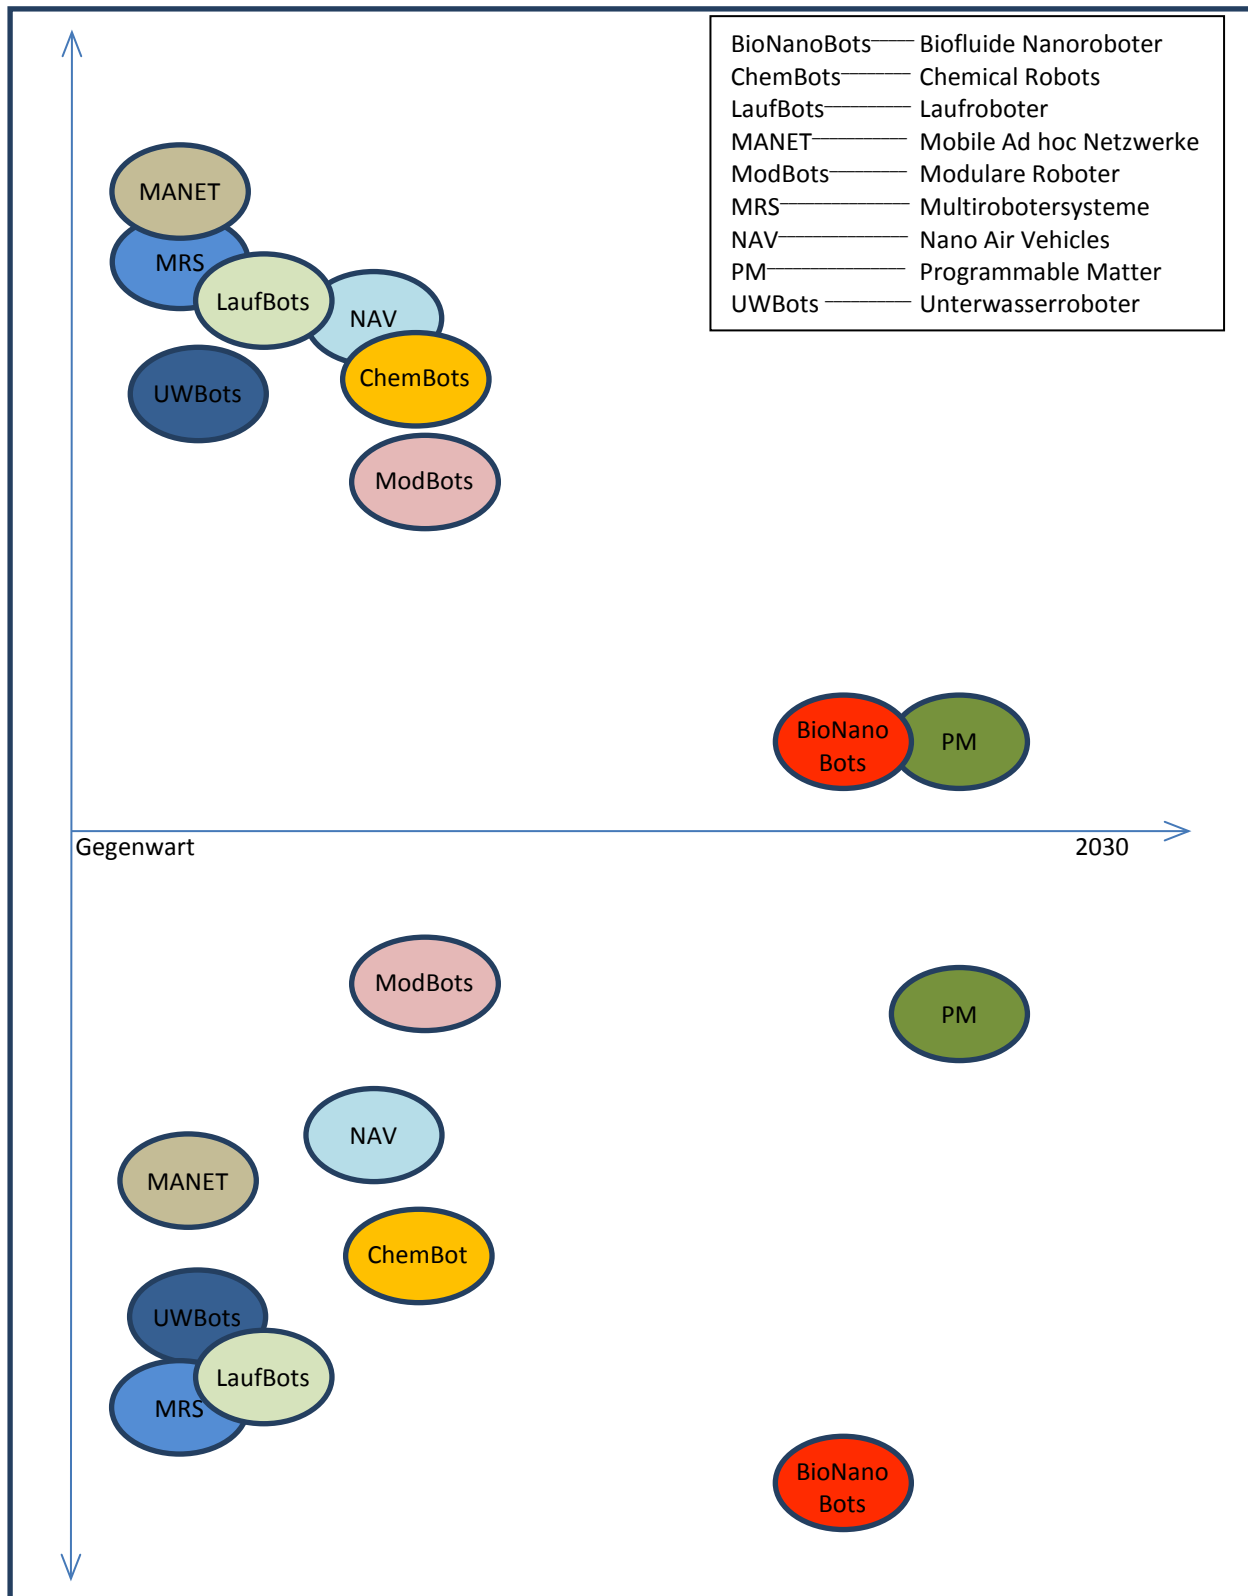 BioNanoBots Biofluide Nanoroboter
ChemBots Chemical Robots
LaufBots Laufroboter
MANET Mobile Ad hoc Netzwerke
ModBots Modulare Roboter
MRS Multirobotersysteme
NAV Nano Air Vehicles
PM Programmable Matter
UWBots Unterwasserroboter
MANET
MRS
LaufBots
NAV
ChemBots
UWBots
ModBots
BioNano
Bots
PM
Gegenwart
2030
ModBots
PM
NAV
MANET
ChemBot
UWBots
LaufBots
MRS
BioNano
Bots